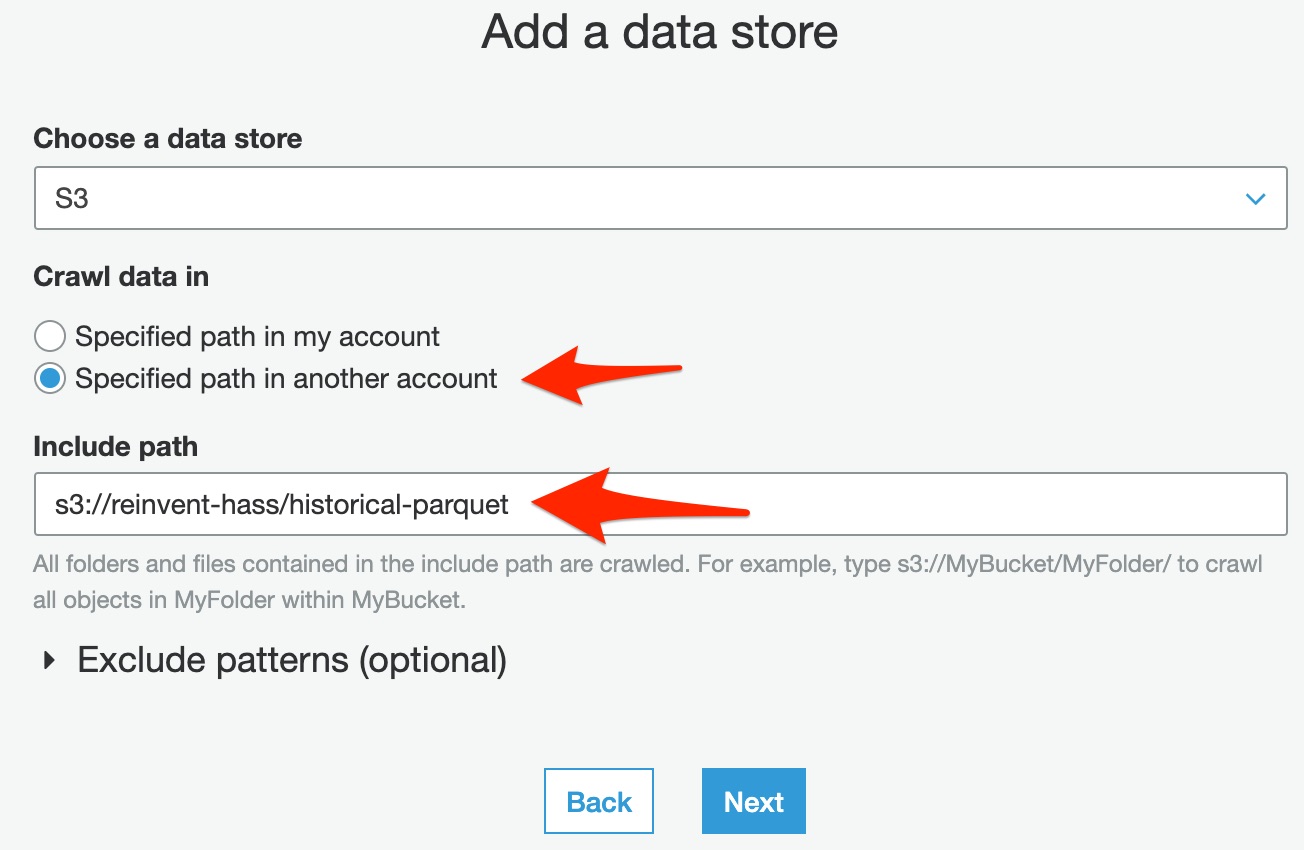 Add a data store
Choose a data store
S3
Crawl data in
Specified path in my account
Specified path in another account
Include path
s3://reinvent-hass/historical-parquet
All folders and files contained in the include path are crawled. For example, type s3://MyBucket/MyFolder/ to crawl
all objects in MyFolder within MyBucket.
Exclude patterns (optional)
Back
Next